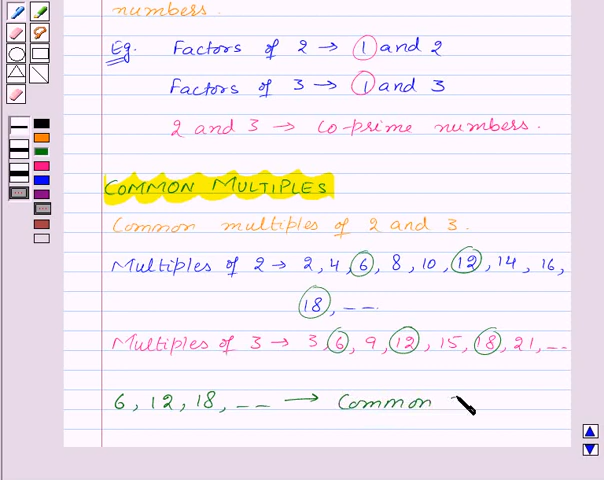 numbers.
Eg. Factors of 2 → 1 and 2
Factors of 3 → 1 and 3
2 and 3 → Co-prime numbers.
COMMON MULTIPLES
Common multiples of 2 and 3.
Multiples of 2 → 2, 4, 6, 8, 10, 12, 14, 16,
18, - -
Multiples of 3 → 3, 6, 9, 12, 15, 18, 21, - -
6, 12, 18, - - → Common